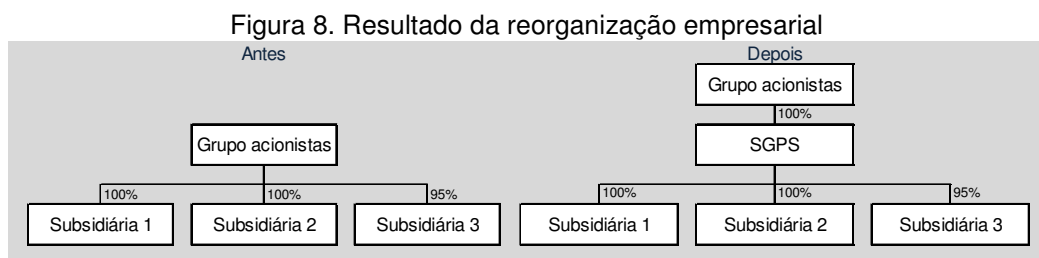 Figura 8. Resultado da reorganização empresarial
Antes
Depois
Grupo acionistas
100%
Grupo acionistas
SGPS
100%
100%
95%
100%
100%
95%
Subsidiária 1
Subsidiária 2
Subsidiária 3
Subsidiária 1
Subsidiária 2
Subsidiária 3